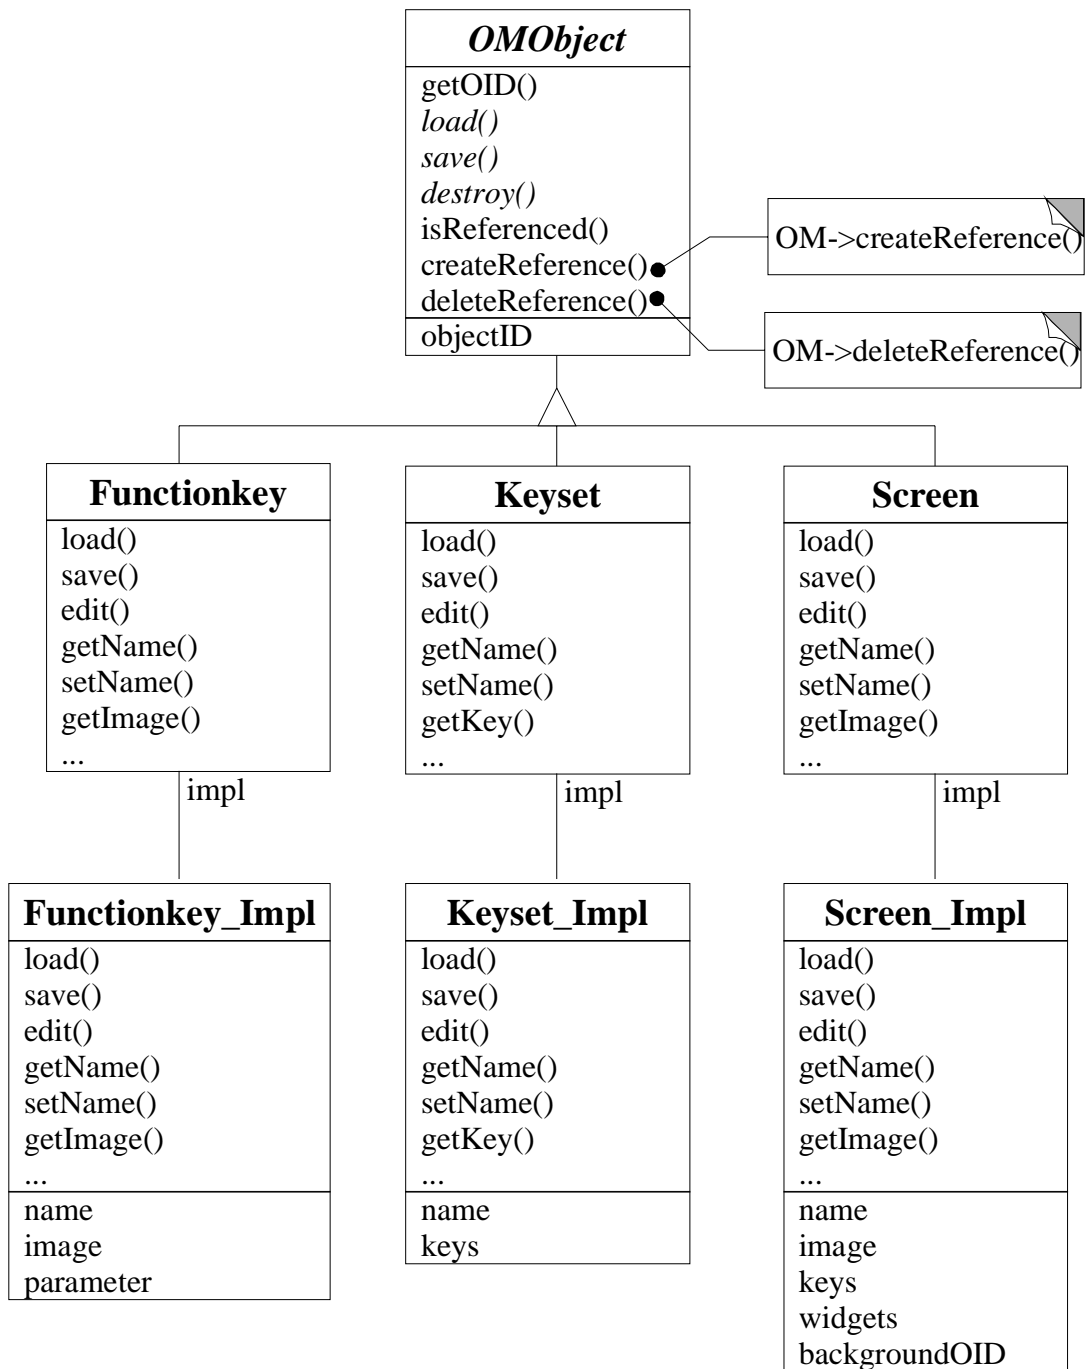 OMObject
getOID()
load()
save()
destroy()
isReferenced()
createReference()
deleteReference()
objectID
OM->createReference()
OM->deleteReference()
Functionkey
load()
save()
edit()
getName()
setName()
getImage()
...
impl
Keyset
load()
save()
edit()
getName()
setName()
getKey()
...
impl
Screen
load()
save()
edit()
getName()
setName()
getImage()
...
impl
Functionkey_Impl
load()
save()
edit()
getName()
setName()
getImage()
...
name
image
parameter
Keyset_Impl
load()
save()
edit()
getName()
setName()
getKey()
...
name
keys
Screen_Impl
load()
save()
edit()
getName()
setName()
getImage()
...
name
image
keys
widgets
backgroundOID